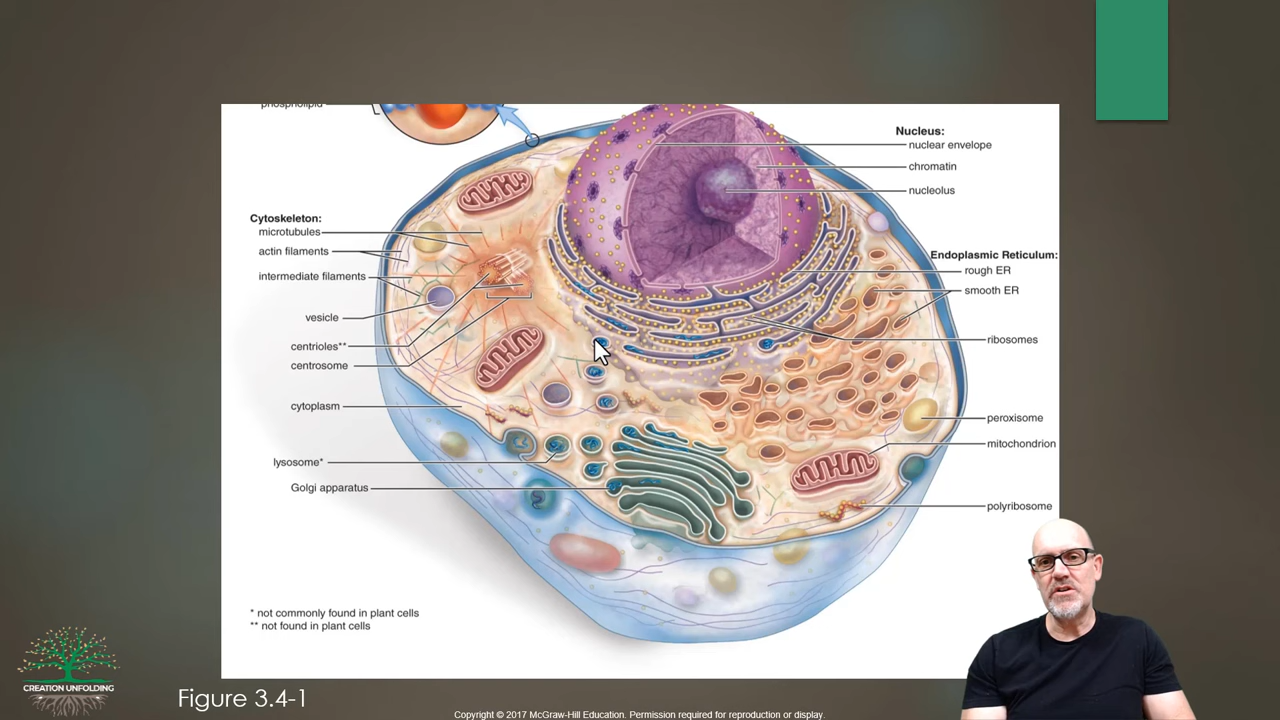 phospholipid
Nucleus:
nuclear envelope
chromatin
nucleolus
Cytoskeleton:
microtubules
actin filaments
intermediate filaments
vesicle
centrioles**
centrosome
cytoplasm
lysosome*
Golgi apparatus
Endoplasmic Reticulum:
rough ER
smooth ER
ribosomes
peroxisome
mitochondrion
polyribosome
* not commonly found in plant cells
** not found in plant cells
CREATION UNFOLDING
Figure 3.4-1
Copyright © 2017 McGraw-Hill Education. Permission required for reproduction or display.